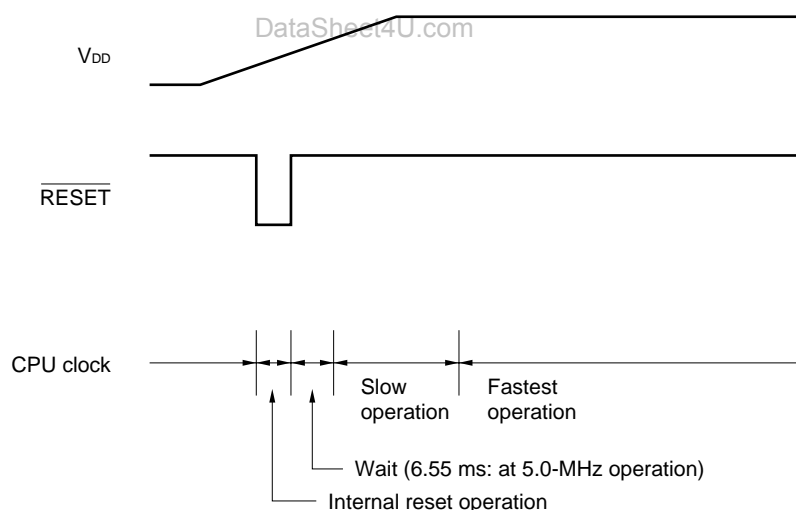 DataSheet4U.com
VDD
RESET
CPU clock
Slow
operation
Fastest
operation
Wait (6.55 ms: at 5.0-MHz operation)
Internal reset operation